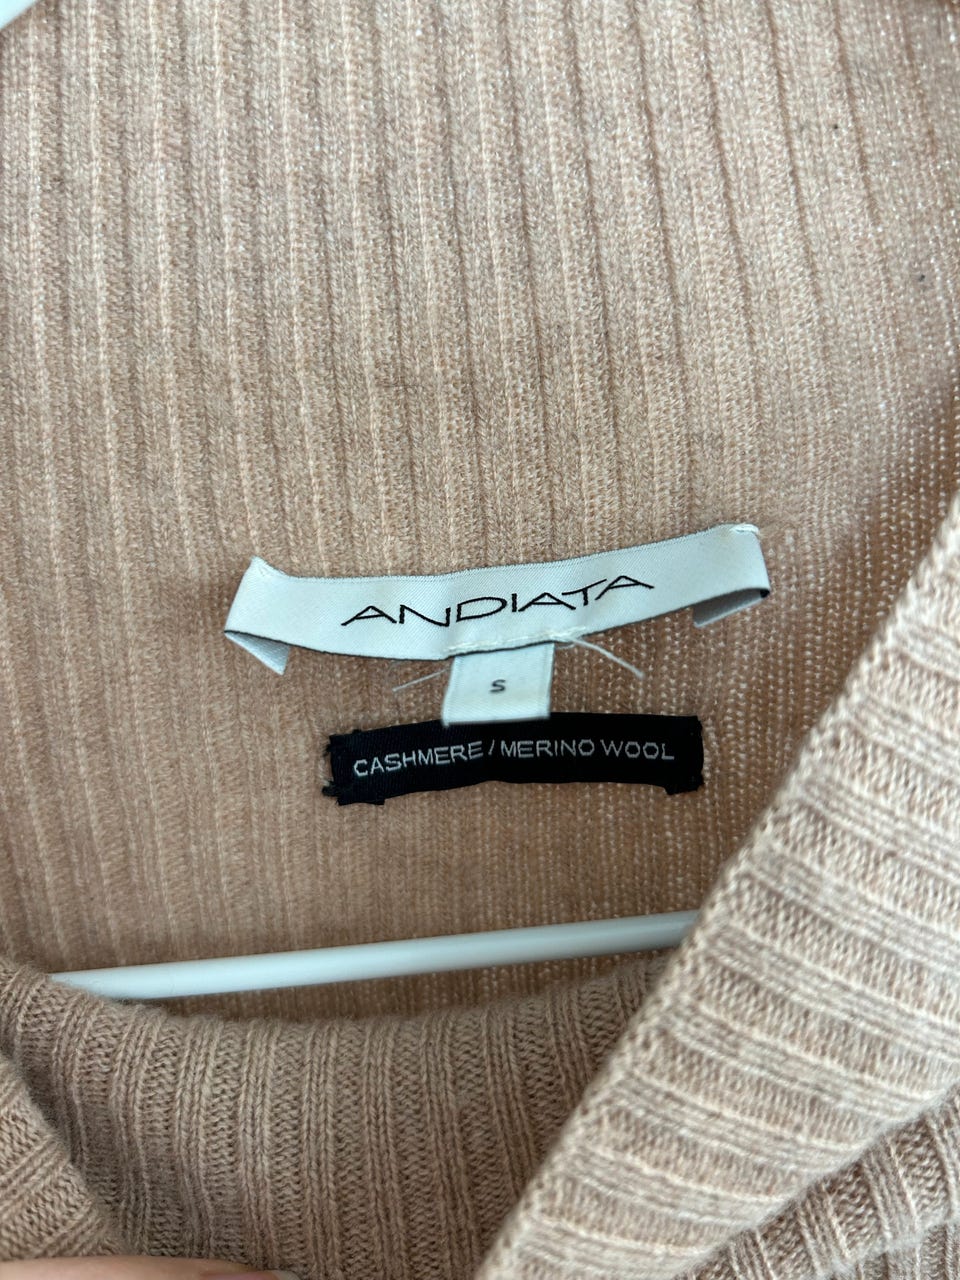 ANDIATA
S
CASHMERE / MERINO WOOL